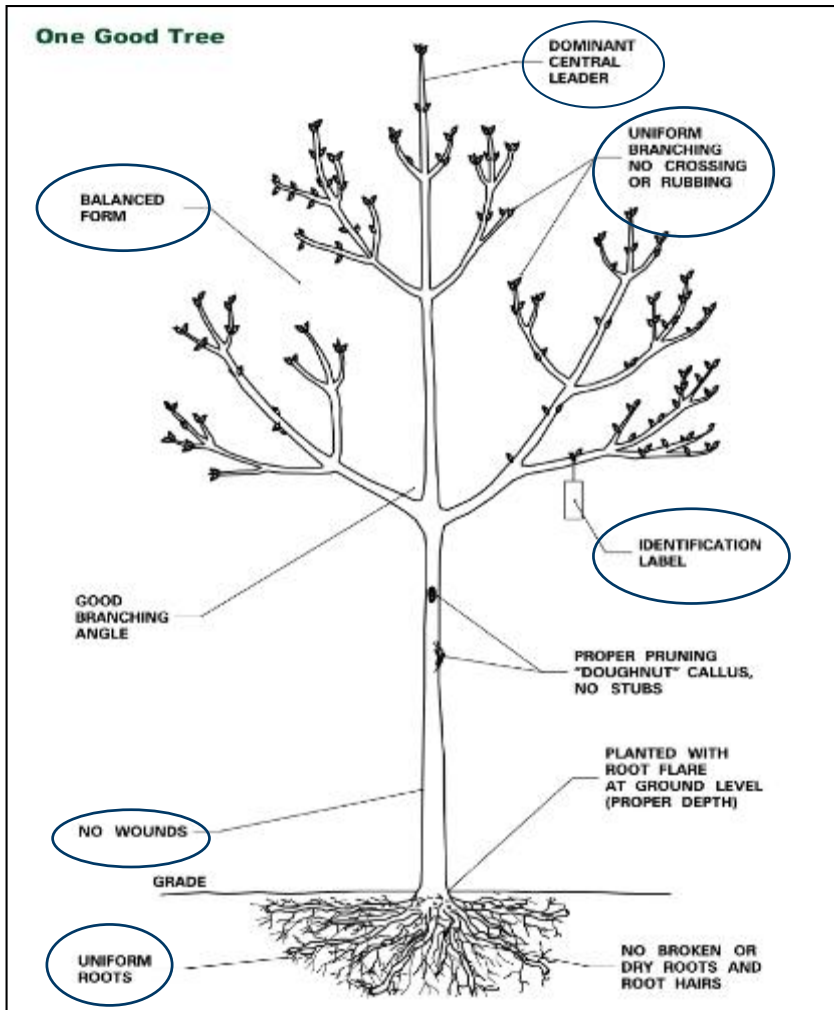 One Good Tree
DOMINANT
CENTRAL
LEADER
UNIFORM
BRANCHING
NO CROSSING
OR RUBBING
BALANCED
FORM
IDENTIFICATION
LABEL
GOOD
BRANCHING
ANGLE
PROPER PRUNING
"DOUGHNUT" CALLUS,
NO STUBS
PLANTED WITH
ROOT FLARE
AT GROUND LEVEL
(PROPER DEPTH)
NO WOUNDS
GRADE
UNIFORM
ROOTS
NO BROKEN OR
DRY ROOTS AND
ROOT HAIRS